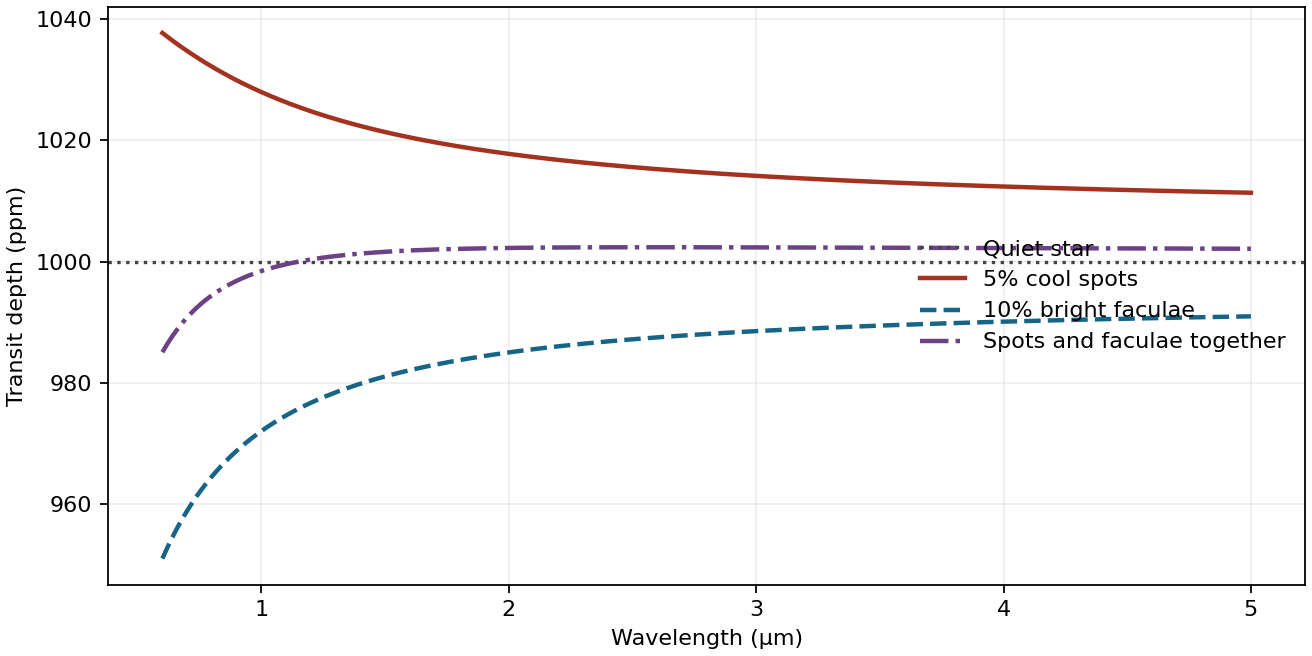 1040
1020
1000
980
960
Transit depth (ppm)
Quiet star
5% cool spots
10% bright faculae
Spots and faculae together
1 2 3 4 5
Wavelength (μm)